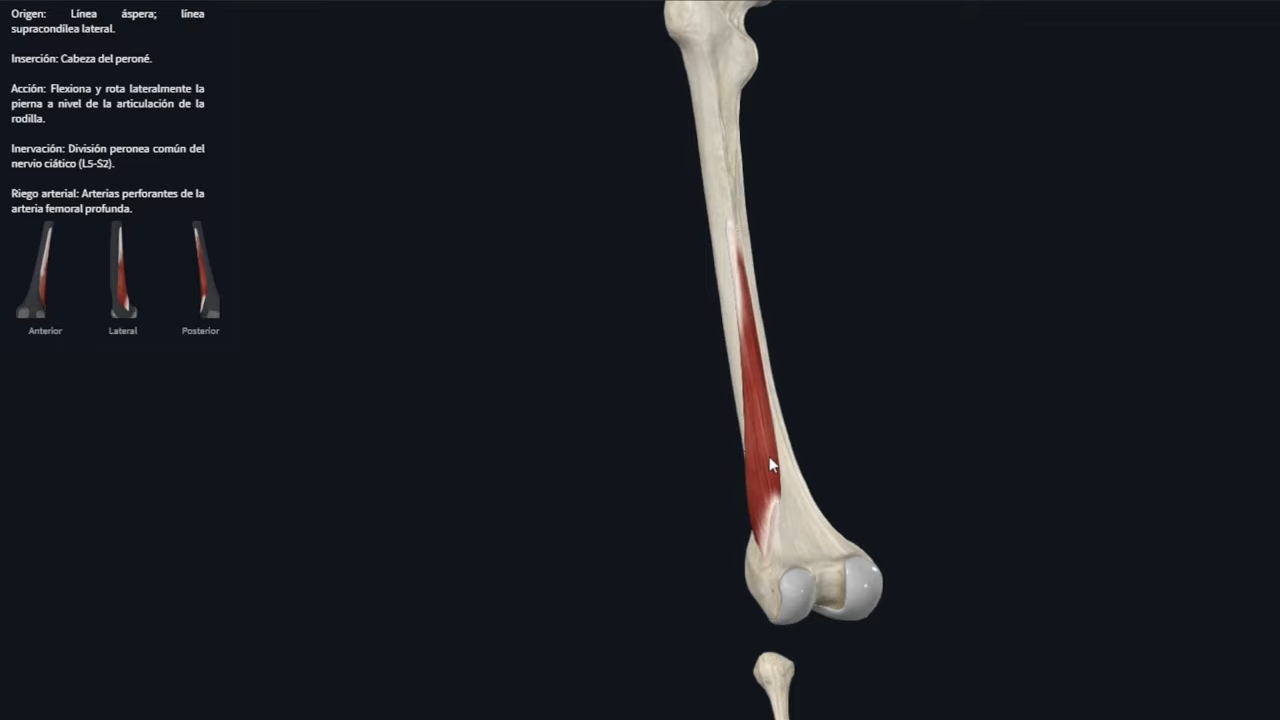 Origen: Línea áspera; línea
supracondílea lateral.
Inserción: Cabeza del peroné.
Acción: Flexiona y rota lateralmente la
pierna a nivel de la articulación de la
rodilla.
Inervación: División peronea común del
nervio ciático (L5-S2).
Riego arterial: Arterias perforantes de la
arteria femoral profunda.
Anterior
Lateral
Posterior